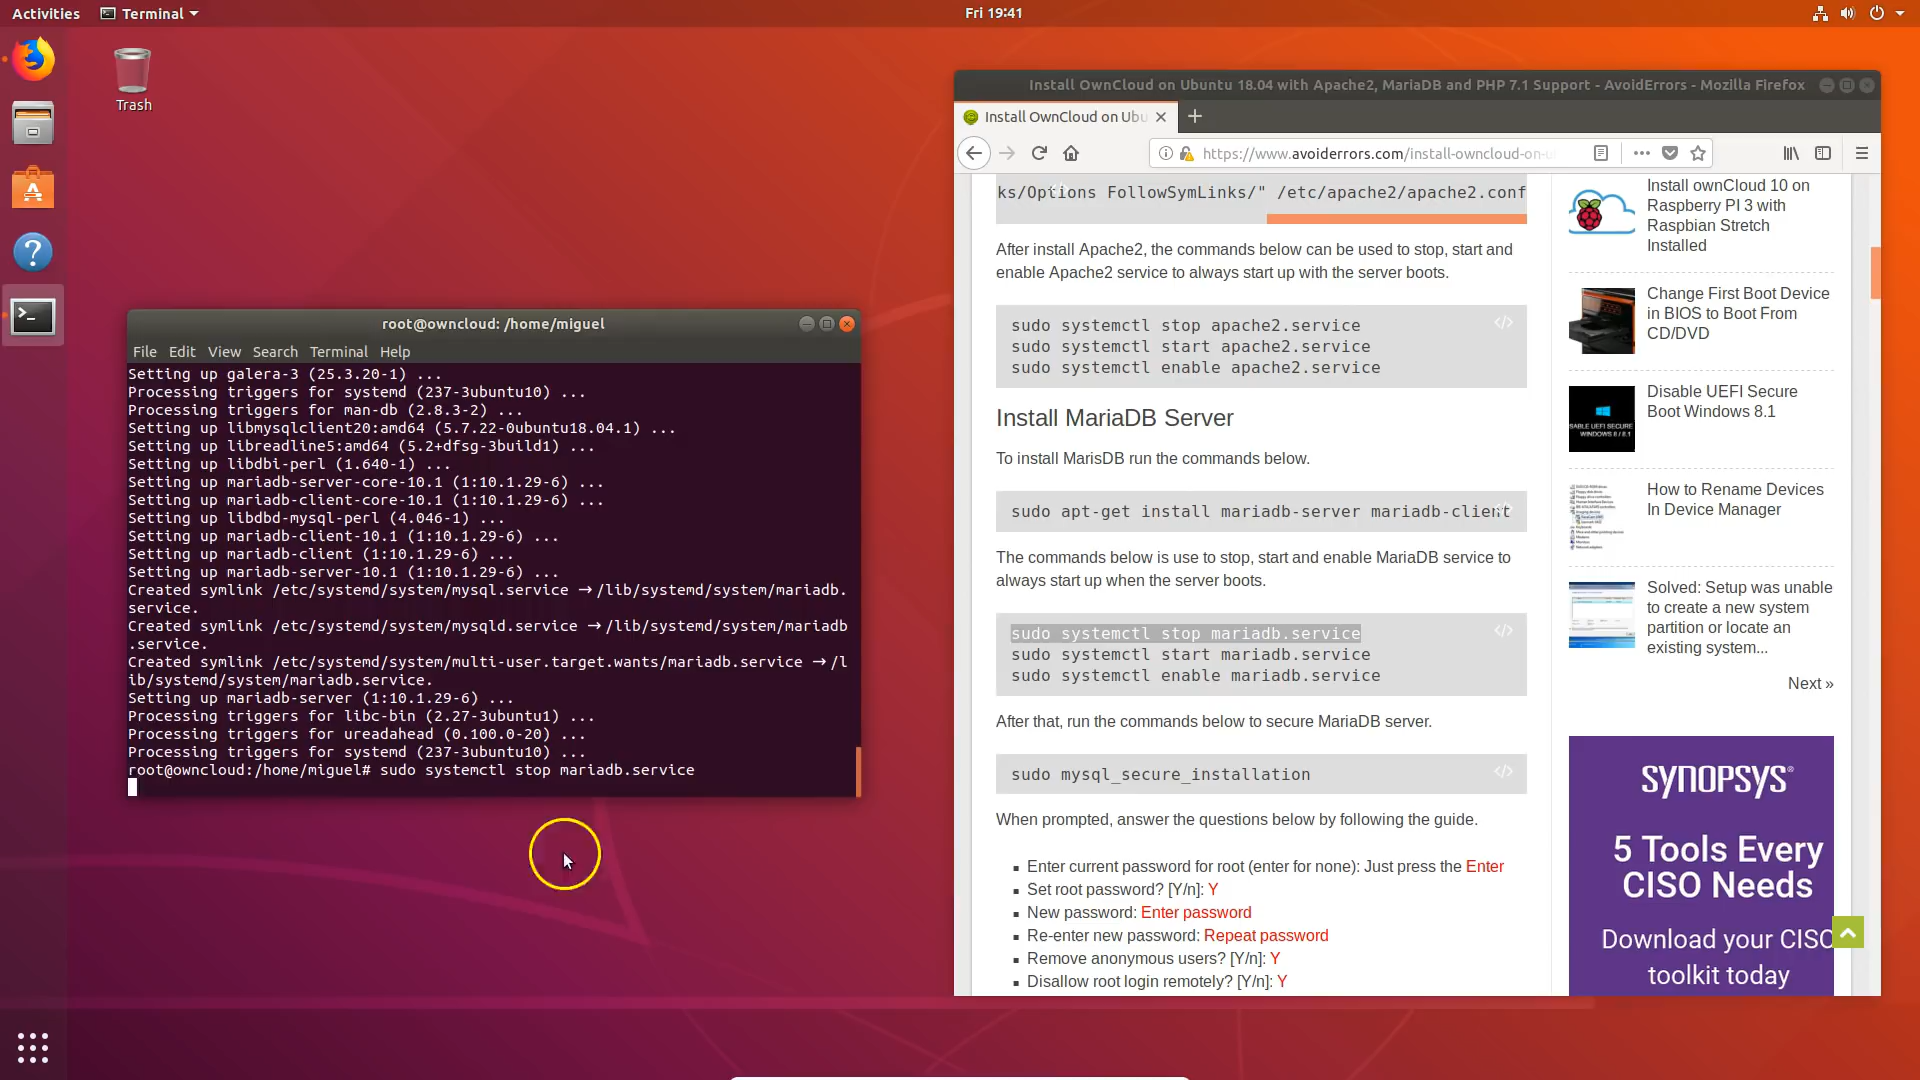 Activities
Terminal
Fri 19:41
Trash
root@owncloud: /home/miguel
File Edit View Search Terminal Help
Setting up galera-3 (25.3.20-1) ...
Processing triggers for systemd (237-3ubuntu10) ...
Processing triggers for man-db (2.8.3-2) ...
Setting up libmysqlclient20:amd64 (5.7.22-0ubuntu18.04.1) ...
Setting up libreadline5:amd64 (5.2+dfsg-3build1) ...
Setting up libdbi-perl (1.640-1) ...
Setting up mariadb-server-core-10.1 (1:10.1.29-6) ...
Setting up mariadb-client-core-10.1 (1:10.1.29-6) ...
Setting up libdbd-mysql-perl (4.046-1) ...
Setting up mariadb-client-10.1 (1:10.1.29-6) ...
Setting up mariadb-client (1:10.1.29-6) ...
Setting up mariadb-server-10.1 (1:10.1.29-6) ...
Created symlink /etc/systemd/system/mysql.service → /lib/systemd/system/mariadb.
service.
Created symlink /etc/systemd/system/mysqld.service → /lib/systemd/system/mariadb
.service.
Created symlink /etc/systemd/system/multi-user.target.wants/mariadb.service → /l
ib/systemd/system/mariadb.service.
Setting up mariadb-server (1:10.1.29-6) ...
Processing triggers for libc-bin (2.27-3ubuntu1) ...
Processing triggers for ureadahead (0.100.0-20) ...
Processing triggers for systemd (237-3ubuntu10) ...
root@owncloud:/home/miguel# sudo systemctl stop mariadb.service
Install OwnCloud on Ubuntu 18.04 with Apache2, MariaDB and PHP 7.1 Support - AvoidErrors - Mozilla Firefox
Install OwnCloud on Ubu
https://www.avoiderrors.com/install-owncloud-on-u
ks/Options FollowSymLinks/" /etc/apache2/apache2.conf
After install Apache2, the commands below can be used to stop, start and
enable Apache2 service to always start up with the server boots.
sudo systemctl stop apache2.service
sudo systemctl start apache2.service
sudo systemctl enable apache2.service
Install MariaDB Server
To install MarisDB run the commands below.
sudo apt-get install mariadb-server mariadb-client
The commands below is use to stop, start and enable MariaDB service to
always start up when the server boots.
sudo systemctl stop mariadb.service
sudo systemctl start mariadb.service
sudo systemctl enable mariadb.service
After that, run the commands below to secure MariaDB server.
sudo mysql_secure_installation
When prompted, answer the questions below by following the guide.
Enter current password for root (enter for none): Just press the Enter
Set root password? [Y/n]: Y
New password: Enter password
Re-enter new password: Repeat password
Remove anonymous users? [Y/n]: Y
Disallow root login remotely? [Y/n]: Y
Install ownCloud 10 on
Raspberry PI 3 with
Raspbian Stretch
Installed
Change First Boot Device
in BIOS to Boot From
CD/DVD
Disable UEFI Secure
Boot Windows 8.1
How to Rename Devices
In Device Manager
Solved: Setup was unable
to create a new system
partition or locate an
existing system...
Next »
SYNOPSYS®
5 Tools Every
CISO Needs
Download your CISO
toolkit today